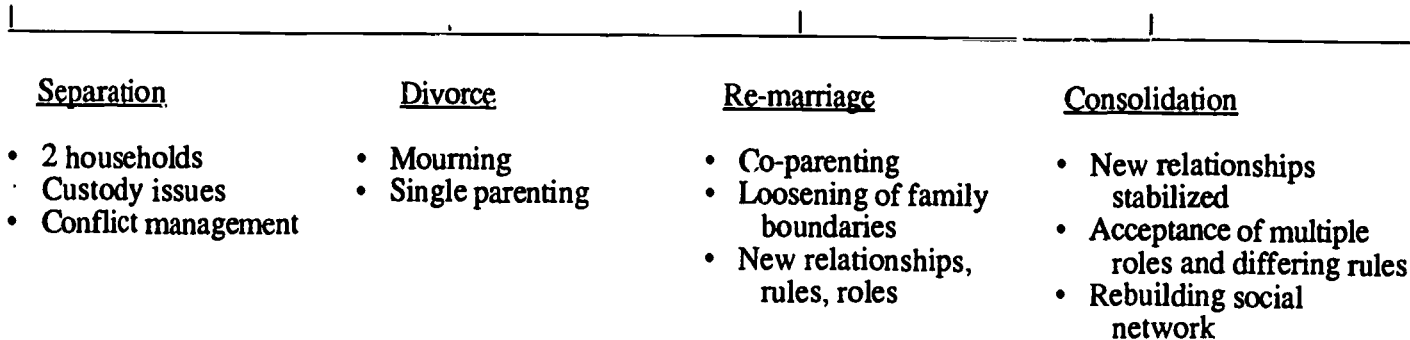 Separation
• 2 households
· Custody issues
• Conflict management
Divorce
• Mourning
• Single parenting
Re-marriage
• Co-parenting
• Loosening of family
boundaries
• New relationships,
rules, roles
Consolidation
• New relationships
stabilized
• Acceptance of multiple
roles and differing rules
• Rebuilding social
network